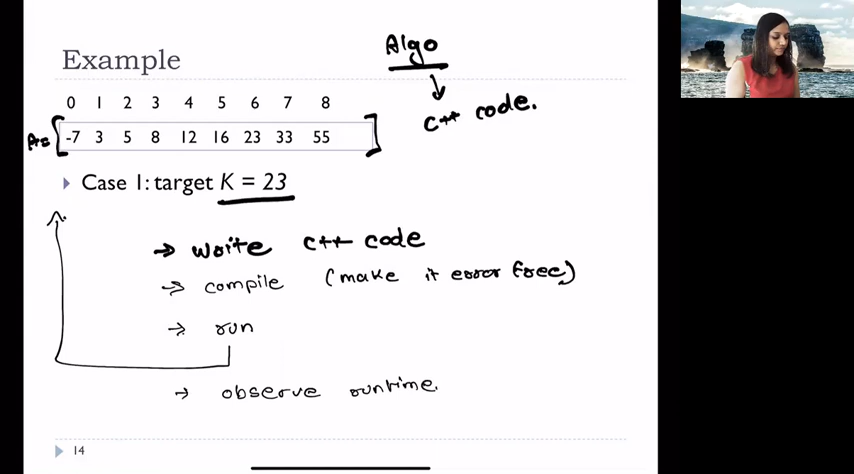 Example
Algo
C++ code.
0 1 2 3 4 5 6 7 8
-7 3 5 8 12 16 23 33 55
Case 1: target K = 23
→ write C++ code
→ compile (make it error free)
→ run
→ observe runtime.
14